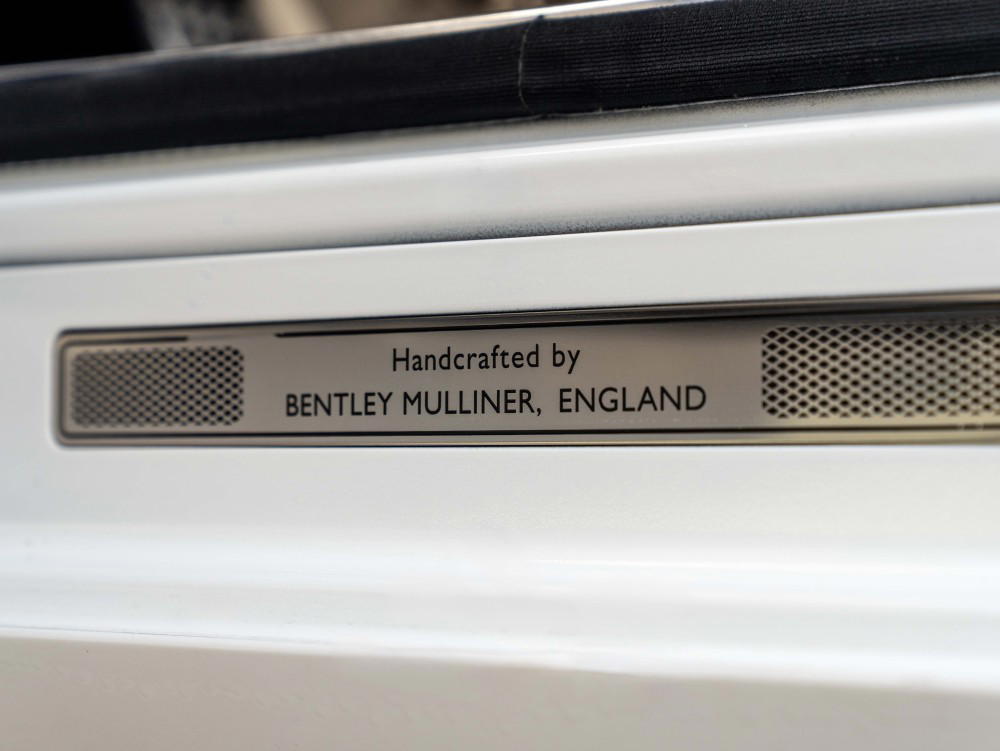 Handcrafted by
BENTLEY MULLINER, ENGLAND